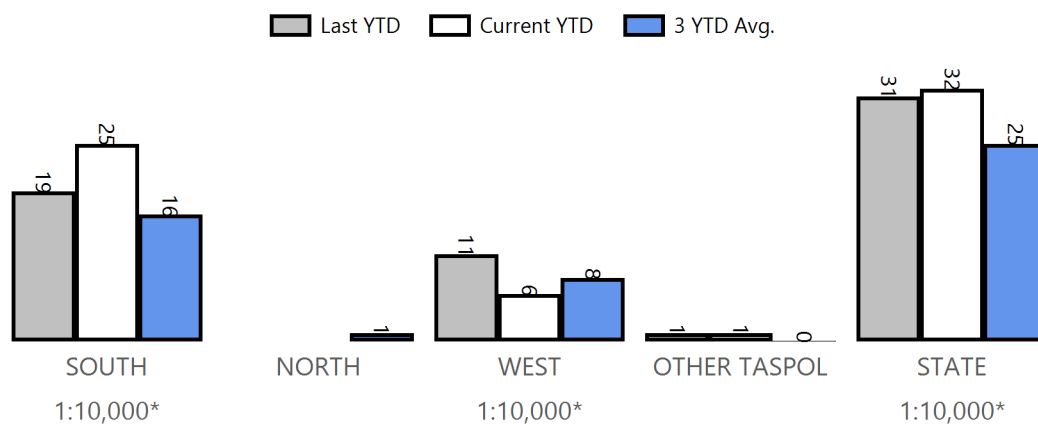 Last YTD Current YTD 3 YTD Avg.
19 25 16 1 11 6 8 1 1 0 31 32 25
SOUTH NORTH WEST OTHER TASPOL STATE
1:10,000* 1:10,000* 1:10,000*